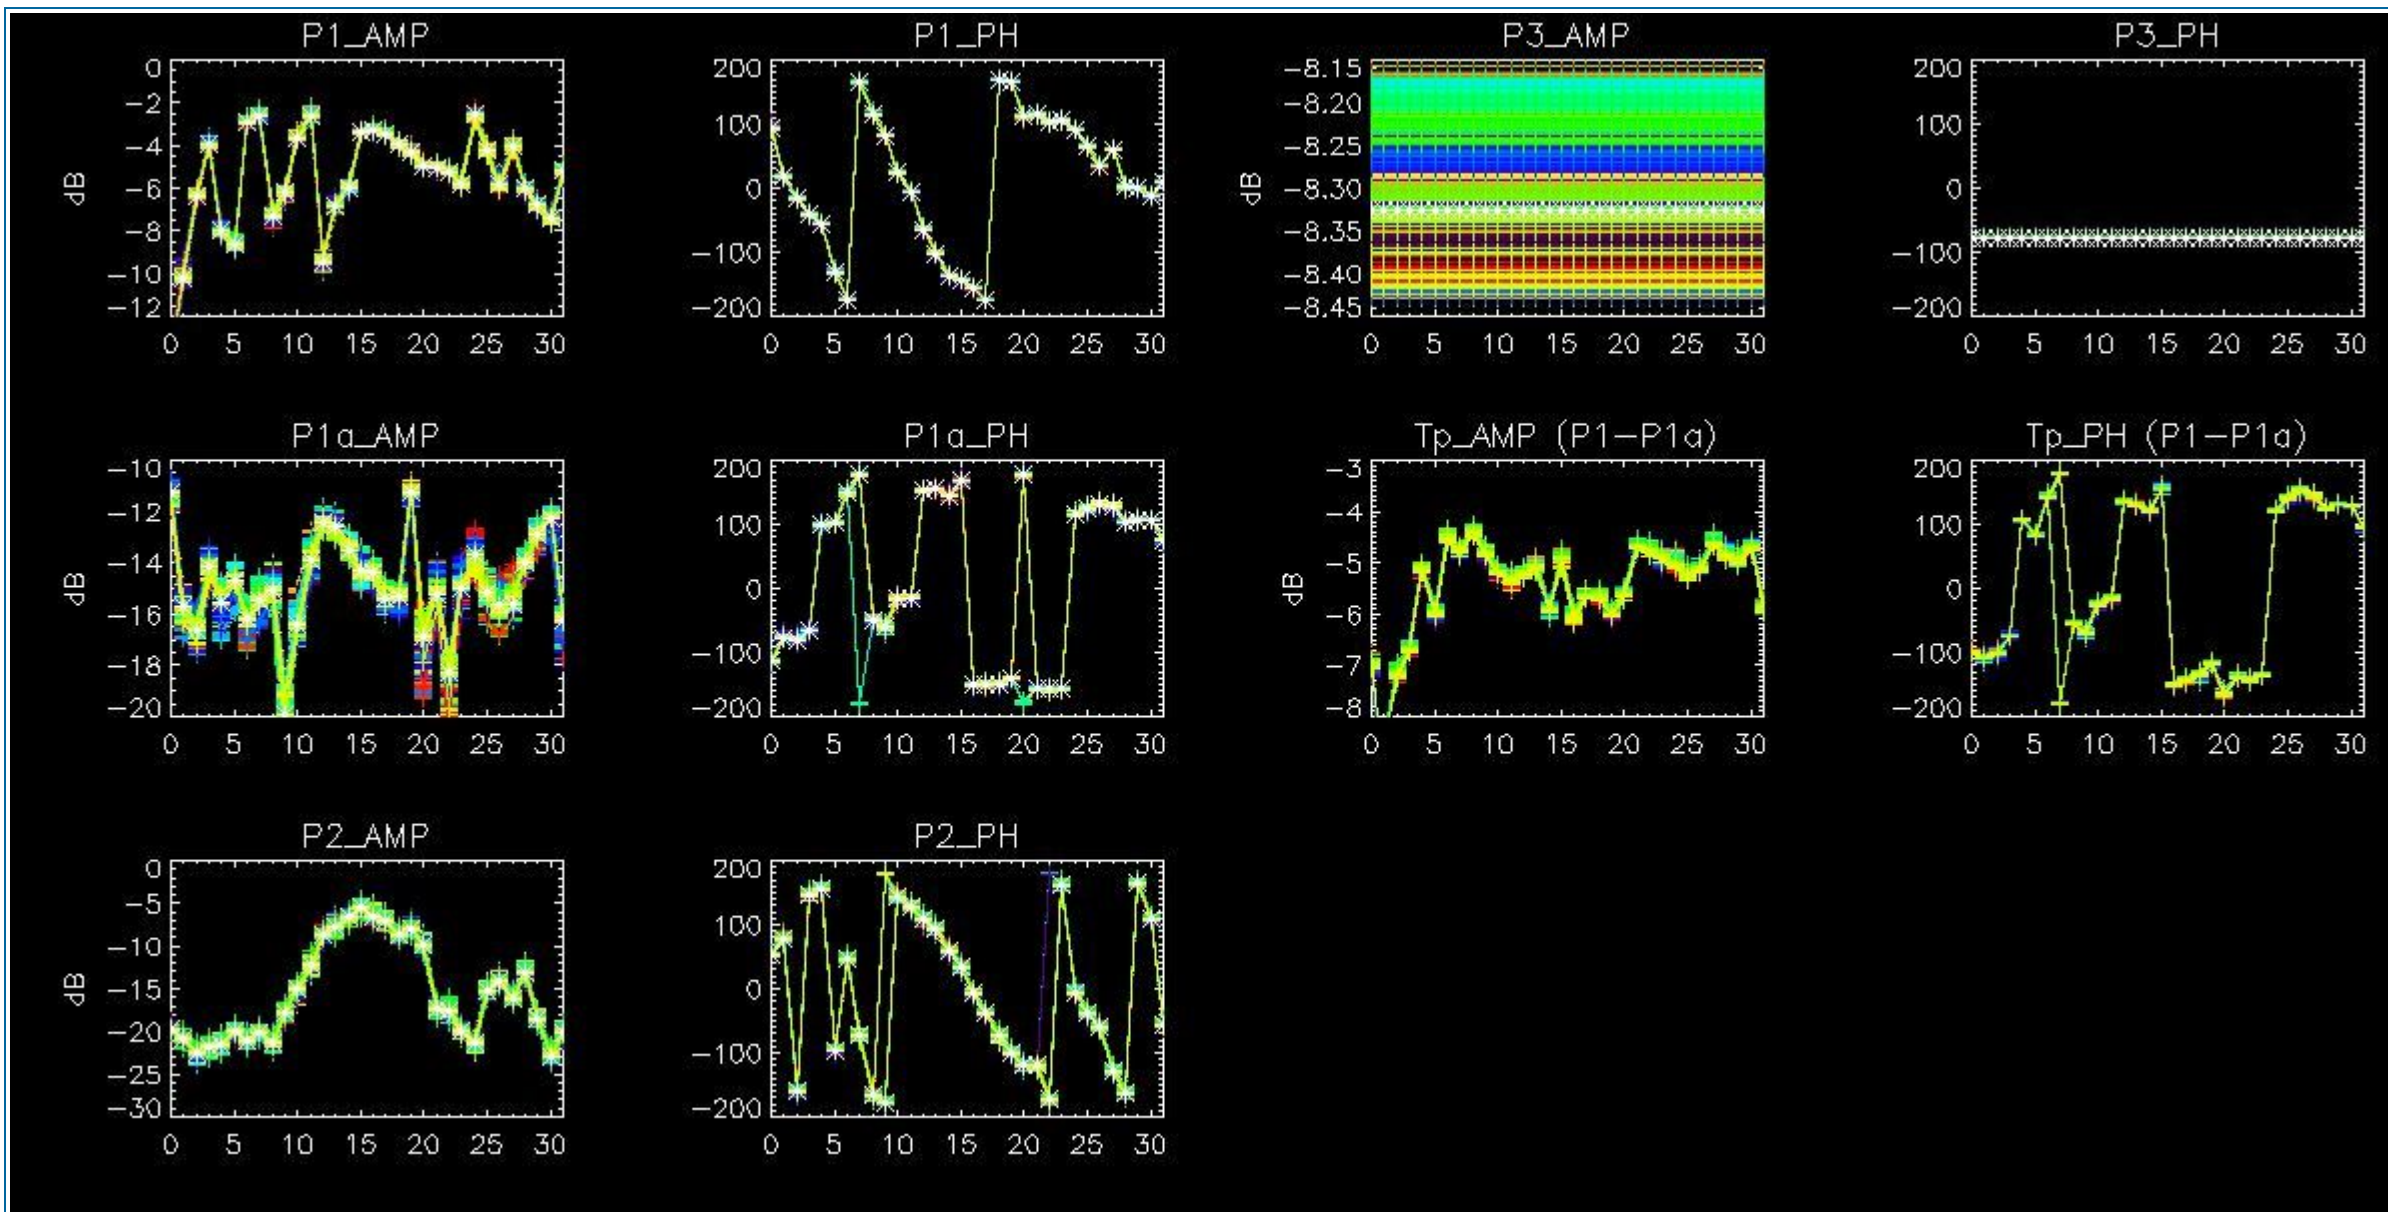 P1_AMP
0
−2
−4
−6
−8
−10
−12
dB
0 5 10 15 20 25 30
P1_PH
200
100
0
−100
−200
0 5 10 15 20 25 30
P3_AMP
−8.15
−8.20
−8.25
−8.30
−8.35
−8.40
−8.45
dB
0 5 10 15 20 25 30
P3_PH
200
100
0
−100
−200
0 5 10 15 20 25 30
P1a_AMP
−10
−12
−14
−16
−18
−20
dB
0 5 10 15 20 25 30
P1a_PH
200
100
0
−100
−200
0 5 10 15 20 25 30
Tp_AMP (P1−P1a)
−3
−4
−5
−6
−7
−8
dB
0 5 10 15 20 25 30
Tp_PH (P1−P1a)
200
100
0
−100
−200
0 5 10 15 20 25 30
P2_AMP
0
−5
−10
−15
−20
−25
−30
dB
0 5 10 15 20 25 30
P2_PH
200
100
0
−100
−200
0 5 10 15 20 25 30